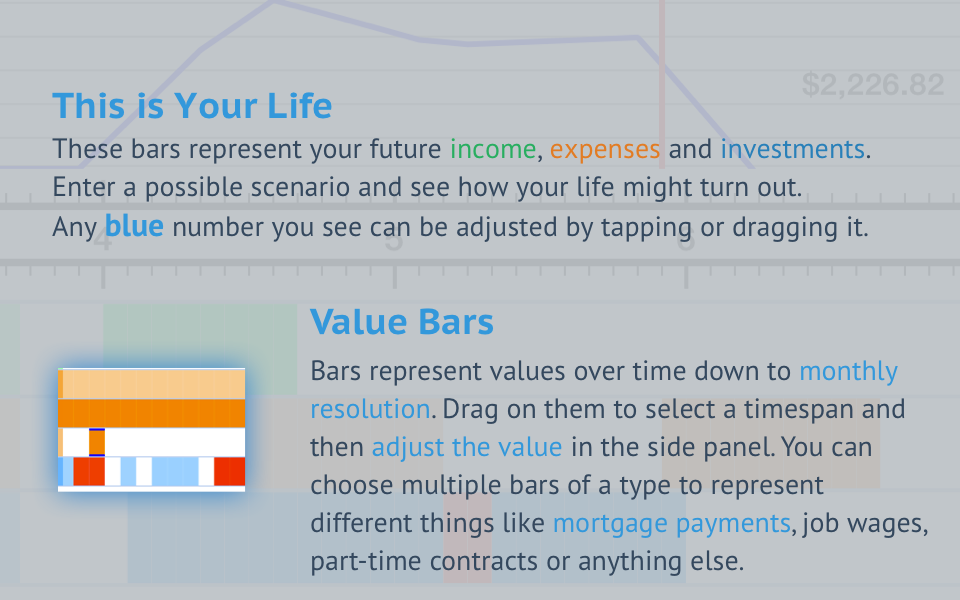 $2,226.82
This is Your Life
These bars represent your future income, expenses and investments.
Enter a possible scenario and see how your life might turn out.
Any blue number you see can be adjusted by tapping or dragging it.
4 5 6
Value Bars
Bars represent values over time down to monthly
resolution. Drag on them to select a timespan and
then adjust the value in the side panel. You can
choose multiple bars of a type to represent
different things like mortgage payments, job wages,
part-time contracts or anything else.